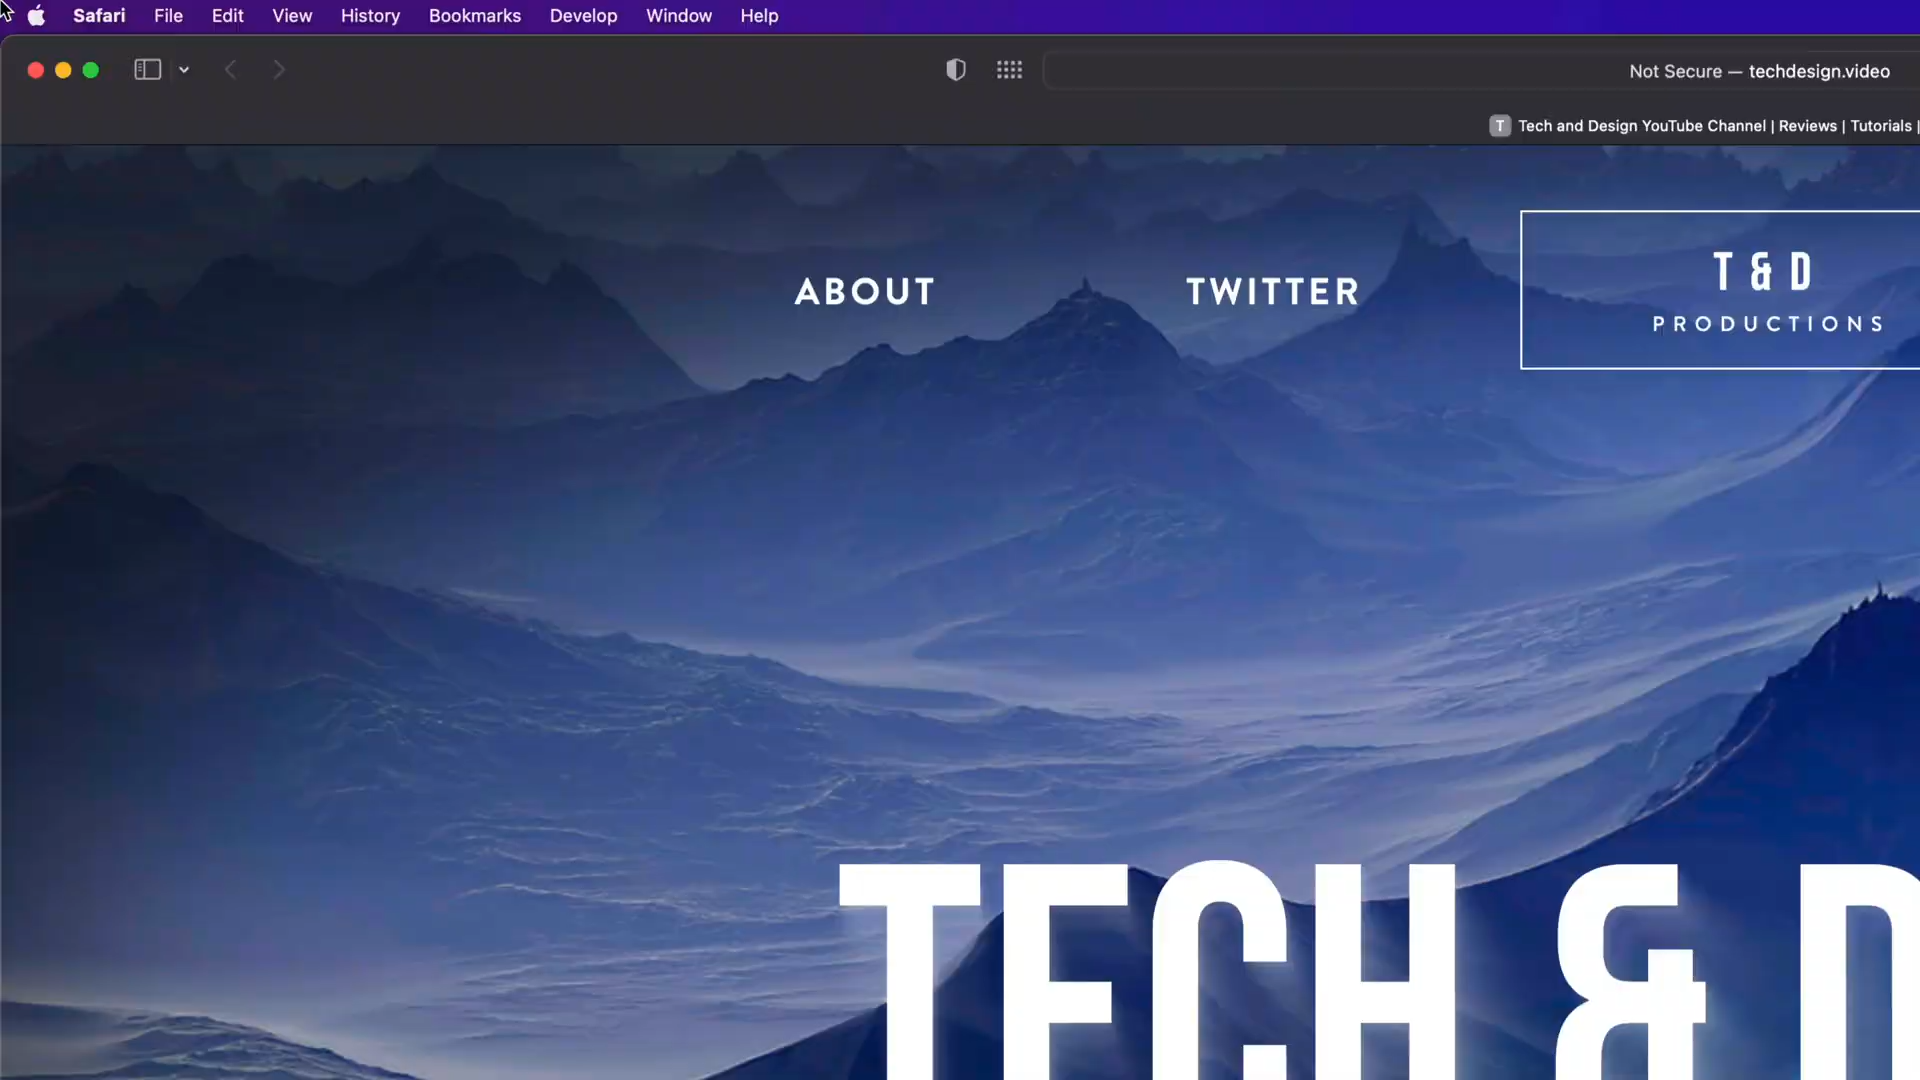 Safari File Edit View History Bookmarks Develop Window Help
Not Secure — techdesign.video
T Tech and Design YouTube Channel | Reviews | Tutorials |
ABOUT TWITTER
T & D
PRODUCTIONS
TECH & D